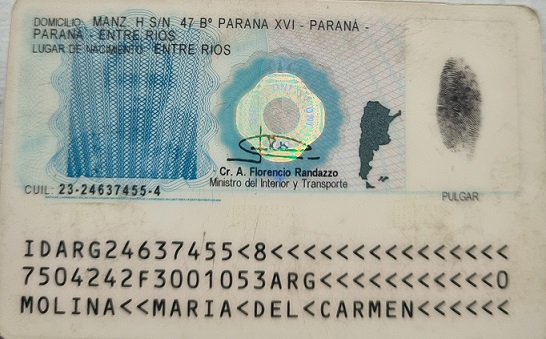 DOMICILIO: MANZ. H S/N 47 Bº PARANA XVI - PARANÁ -
PARANÁ - ENTRE RIOS
LUGAR DE NACIMIENTO: ENTRE RIOS
Cr. A. Florencio Randazzo
Ministro del Interior y Transporte
CUIL: 23-24637455-4
PULGAR
IDARG24637455<8<<<<<<<<<<<<<<<
7504242F3001053ARG<<<<<<<<<<<0
MOLINA<<MARIA<DEL<CARMEN<<<<<<